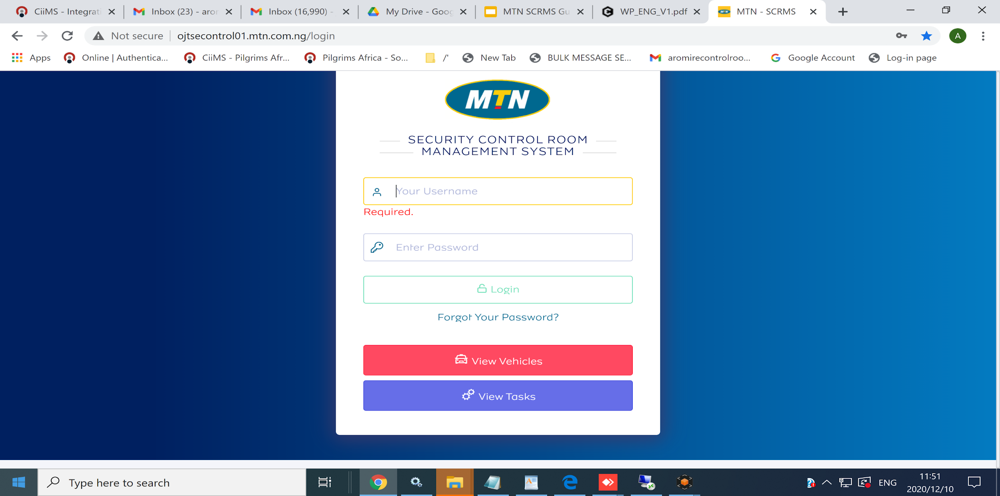 CiiMS - Integrati
Inbox (23) - aror
Inbox (16,990) -
My Drive - Goog
MTN SCRMS Gu
WP_ENG_V1.pdf
MTN - SCRMS
Not secure
ojtsecontrol01.mtn.com.ng/login
A
Apps
Online | Authentica...
CiiMS - Pilgrims Afr...
Pilgrims Africa - So...
/'
New Tab
BULK MESSAGE SE...
aromirecontrolroo...
Google Account
Log-in page
MTN
SECURITY CONTROL ROOM
MANAGEMENT SYSTEM
Your Username
Required.
Enter Password
Login
Forgot Your Password?
View Vehicles
View Tasks
Type here to search
ENG
11:51
2020/12/10